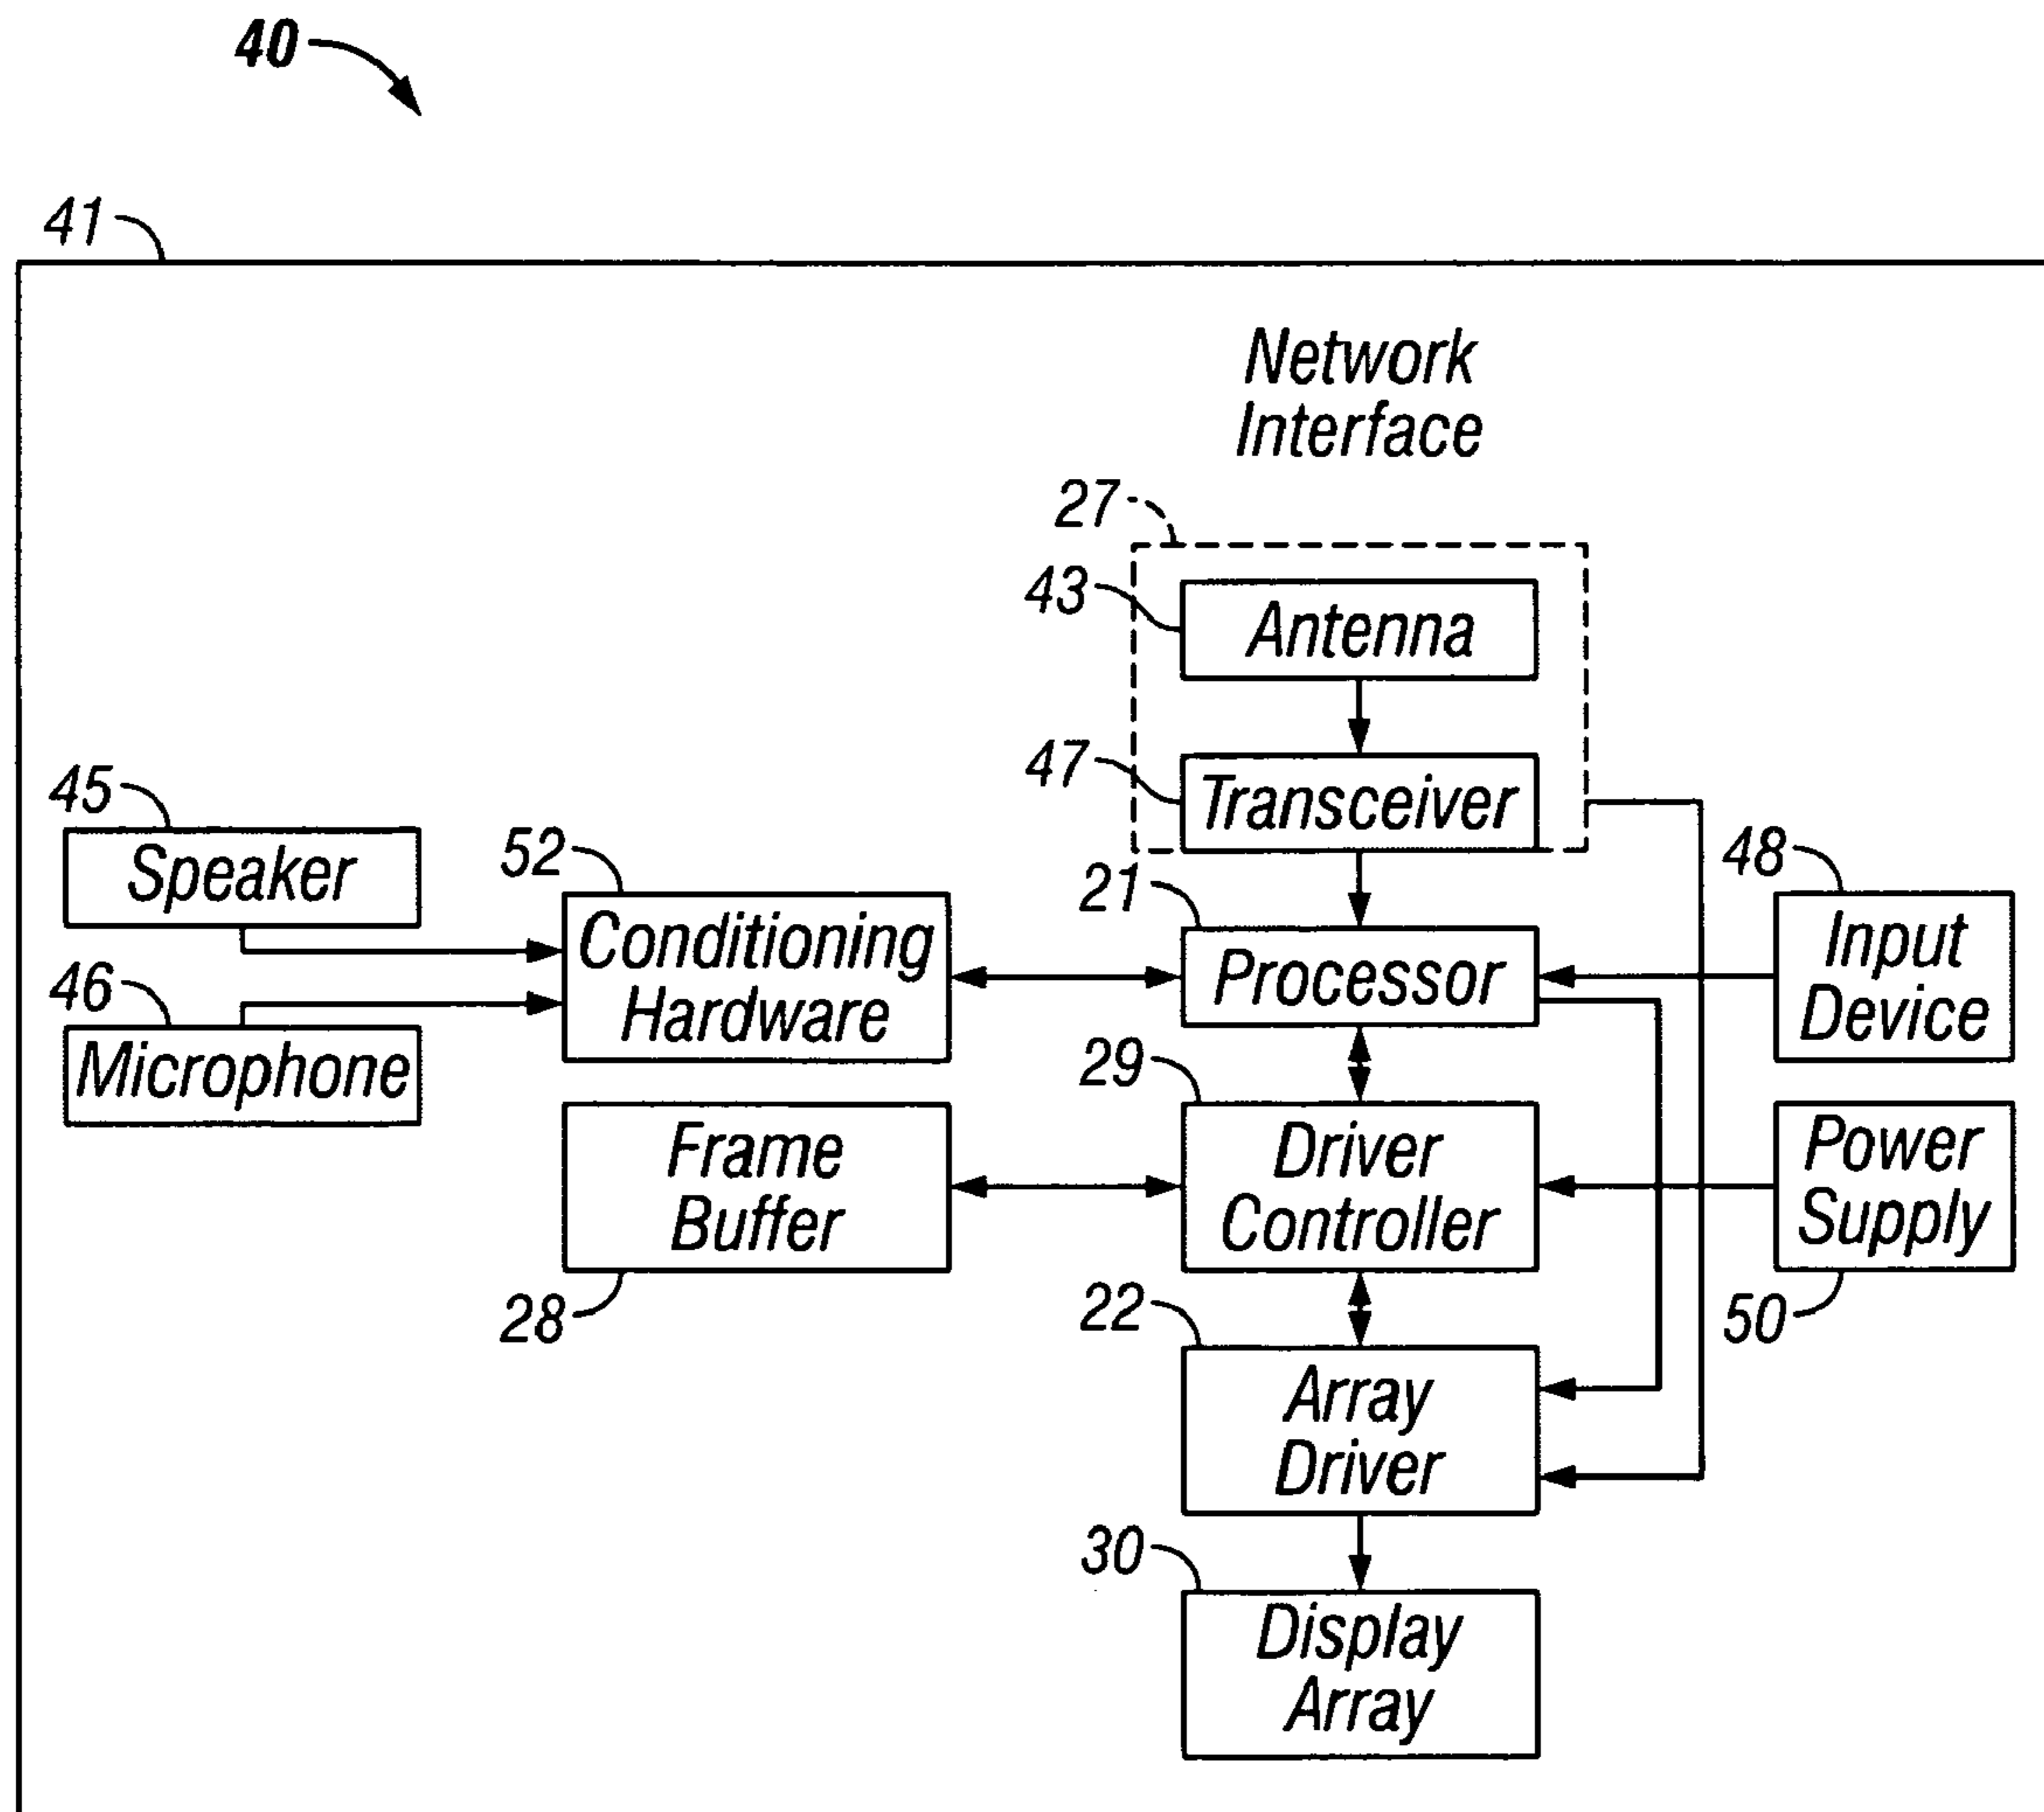 40
41
Network
Interface
27
43
Antenna
47
Transceiver
45
Speaker
52
Conditioning
Hardware
21
Processor
48
Input
Device
46
Microphone
29
Driver
Controller
Frame
Buffer
28
Power
Supply
50
22
Array
Driver
30
Display
Array